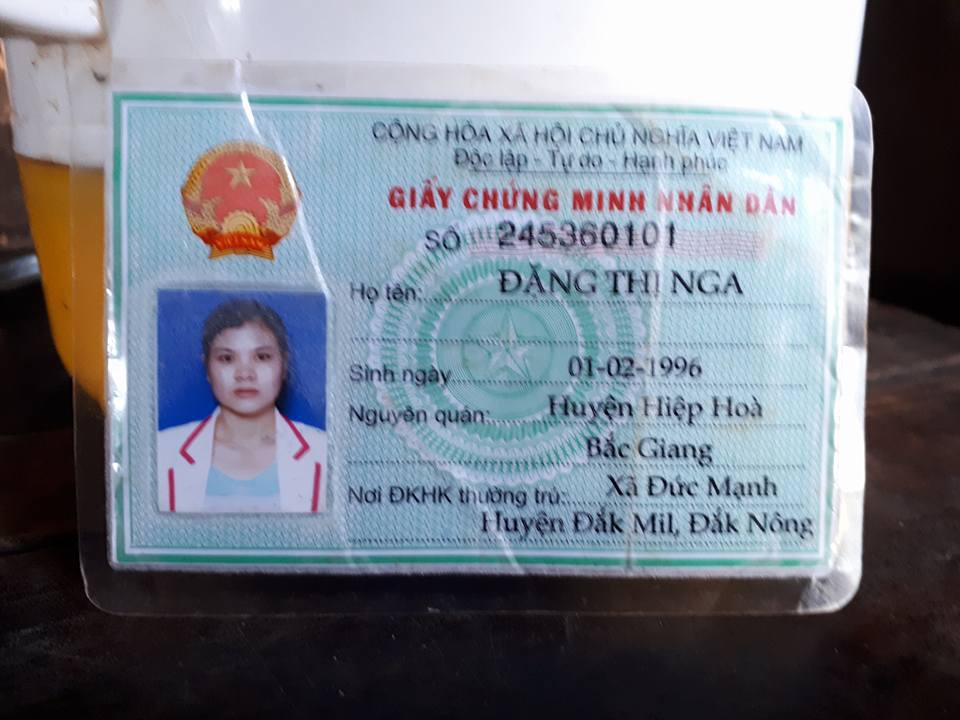 CỘNG HÒA XÃ HỘI CHỦ NGHĨA VIỆT NAM
Độc lập - Tự do - Hạnh phúc
GIẤY CHỨNG MINH NHÂN DÂN
SỐ 245360101
Họ tên: ĐẶNG THỊ NGA
Sinh ngày 01-02-1996
Nguyên quán: Huyện Hiệp Hoà
Bắc Giang
Nơi ĐKHK thường trú: Xã Đức Mạnh
Huyện Đắk Mil, Đắk Nông